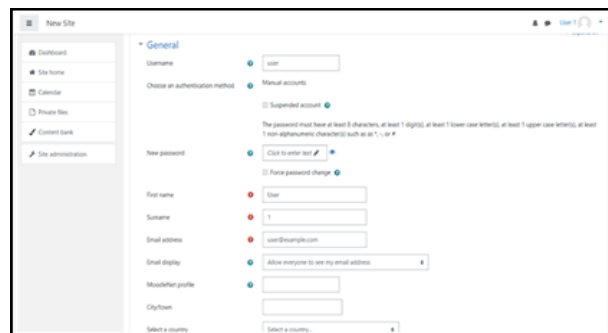 New Site
User 1
Dashboard
Site home
Calendar
Private files
Content bank
Site administration
General
Username
user
Choose an authentication method
Manual accounts
Suspended account
The password must have at least 8 characters, at least 1 digit(s), at least 1 lower case letter(s), at least 1 upper case letter(s), at least
1 non-alphanumeric character(s) such as as *, -, or #
New password
Click to enter text
Force password change
First name
User
Surname
1
Email address
user@example.com
Email display
Allow everyone to see my email address
MoodleNet profile
City/town
Select a country
Select a country...